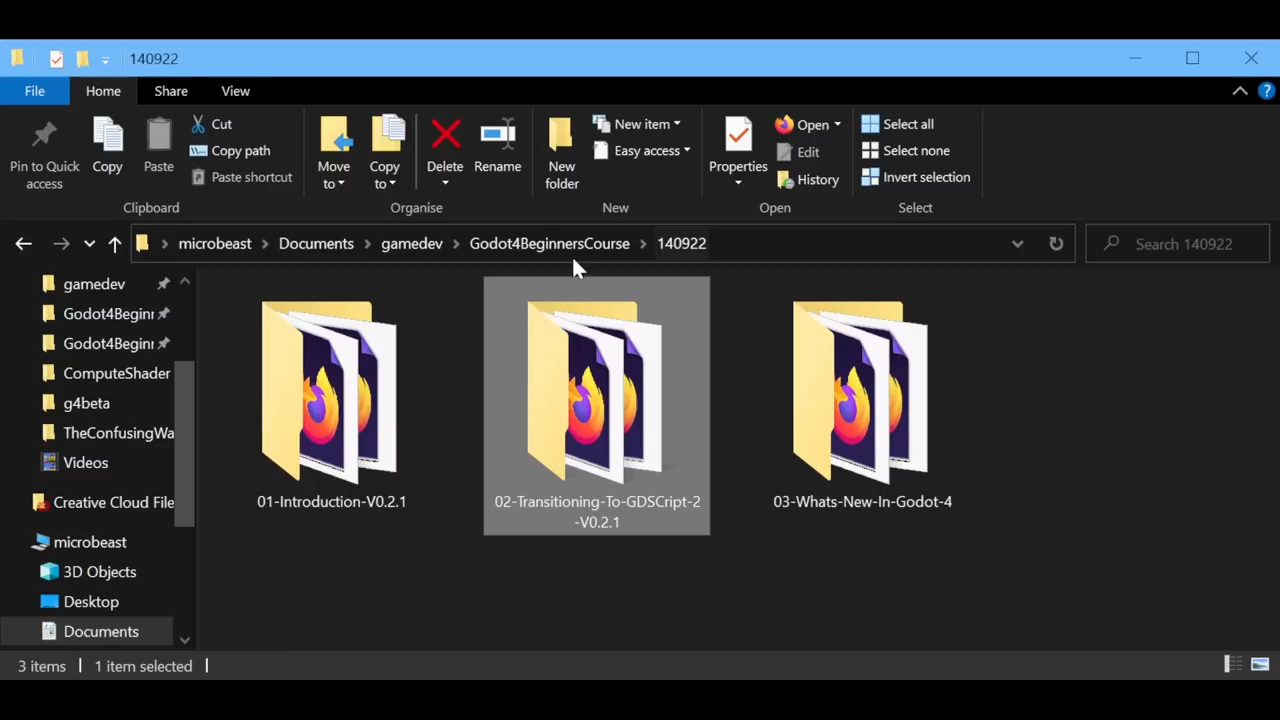 140922
File Home Share View
Pin to Quick access
Copy
Paste
Cut
Copy path
Paste shortcut
Clipboard
Move to
Copy to
Delete
Rename
Organise
New folder
New item
Easy access
New
Properties
Open
Edit
History
Open
Select all
Select none
Invert selection
Select
microbeast Documents gamedev Godot4BeginnersCourse 140922
Search 140922
gamedev
Godot4Beginr
Godot4Beginr
ComputeShader
g4beta
TheConfusingWa
Videos
Creative Cloud File
microbeast
3D Objects
Desktop
Documents
01-Introduction-V0.2.1
02-Transitioning-To-GDSCript-2
-V0.2.1
03-Whats-New-In-Godot-4
3 items 1 item selected